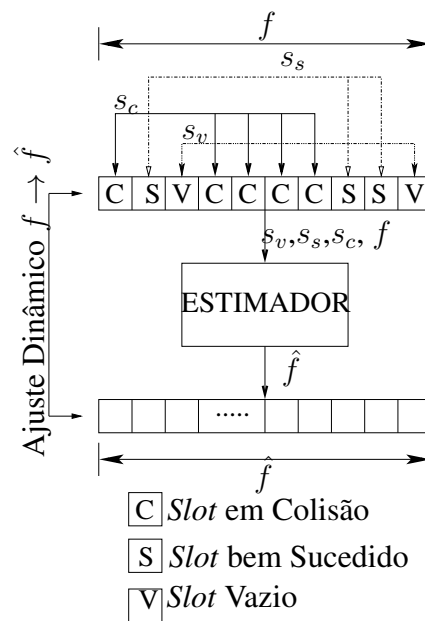 f
s_s
s_c
s_v
C S V C C C C S S V
s_v,s_s,s_c, f
ESTIMADOR
f̂
Ajuste Dinâmico f → f̂
.....
f̂
C Slot em Colisão
S Slot bem Sucedido
V Slot Vazio